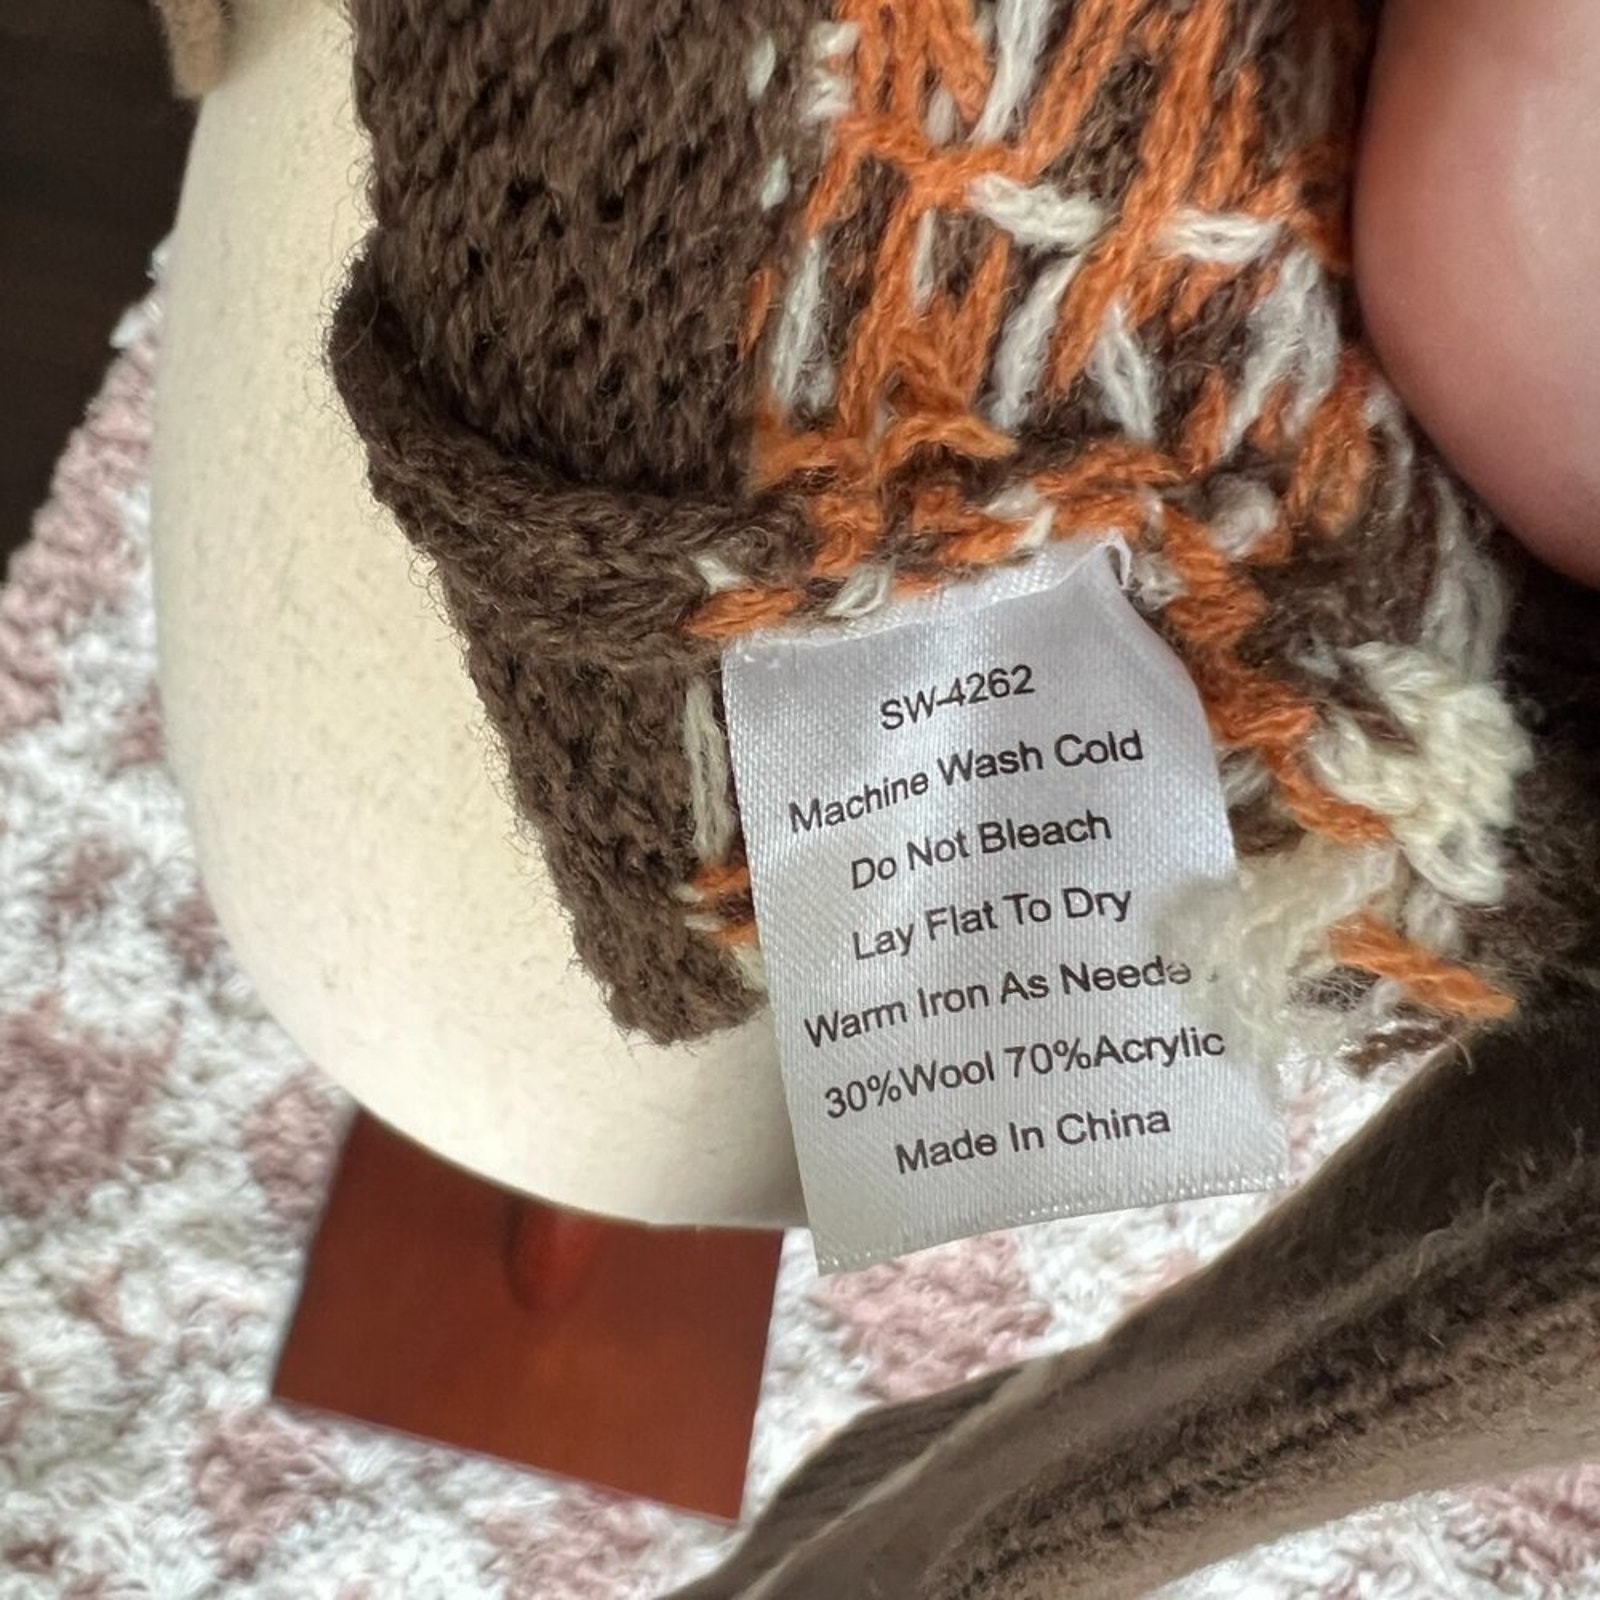 SW-4262
Machine Wash Cold
Do Not Bleach
Lay Flat To Dry
Warm Iron As Neede
30%Wool 70%Acrylic
Made In China